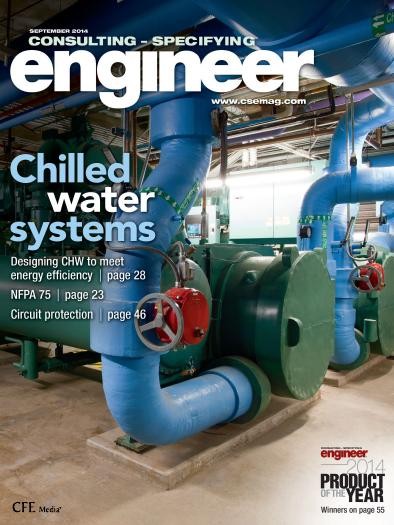 SEPTEMBER 2014
CONSULTING - SPECIFYING
engineer
www.csemag.com
Chilled
water
systems
Designing CHW to meet
energy efficiency | page 28
NFPA 75 | page 23
Circuit protection | page 46
engineer
2014
PRODUCT
OF THE YEAR
Winners on page 55
CFE Media